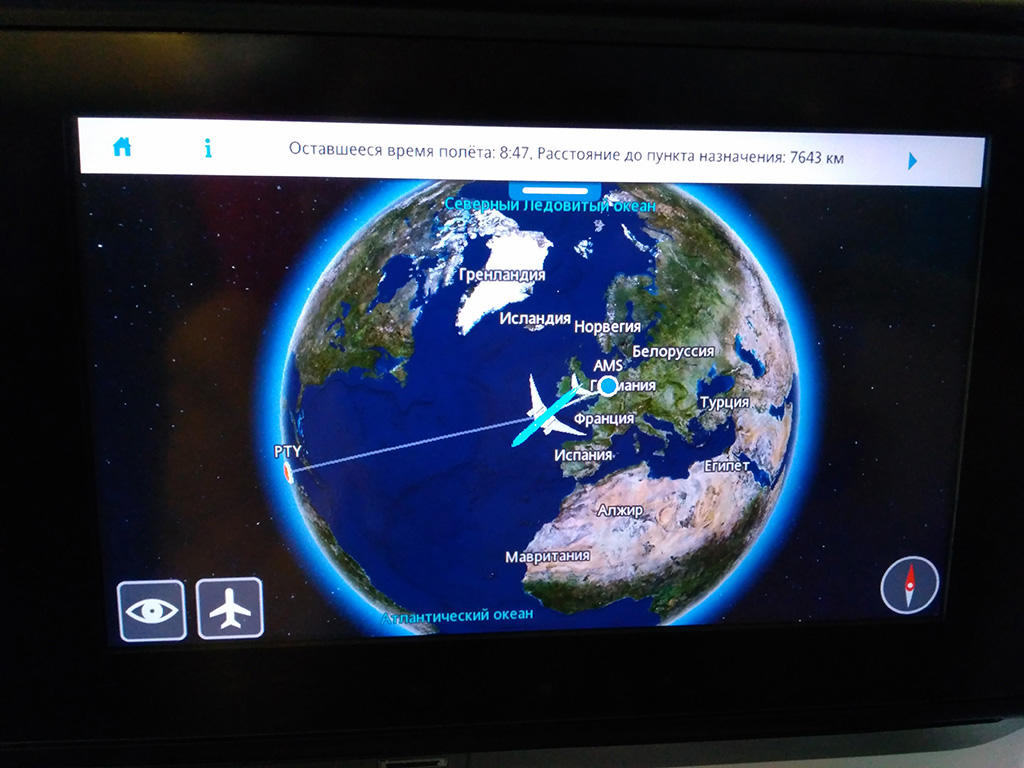 Оставшееся время полёта: 8:47, Расстояние до пункта назначения: 7643 км
Северный Ледовитый океан
Гренландия
Исландия
Норвегия
Белоруссия
AMS
Германия
Турция
Франция
PTY
Испания
Египет
Алжир
Мавритания
Атлантический океан